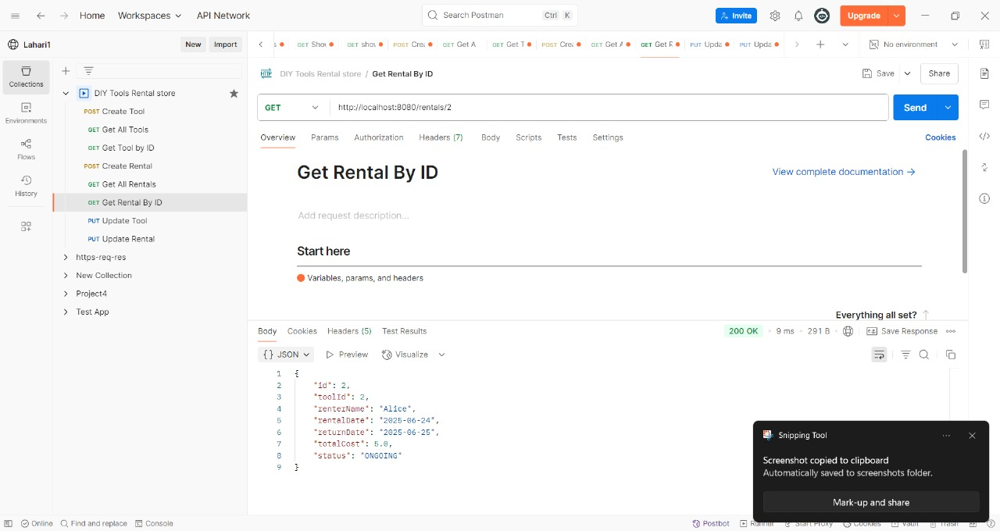 Home Workspaces API Network Search Postman Ctrl K Invite Upgrade
Lahari1 New Import GET Show GET show POST Crea GET Get A GET Get T POST Crea GET Get A GET Get R PUT Upda PUT Upda No environment
Collections
Environments
Flows
History
DIY Tools Rental store
POST Create Tool
GET Get All Tools
GET Get Tool by ID
POST Create Rental
GET Get All Rentals
GET Get Rental By ID
PUT Update Tool
PUT Update Rental
https-req-res
New Collection
Project4
Test App
HTTP DIY Tools Rental store / Get Rental By ID Save Share
GET http://localhost:8080/rentals/2 Send
Overview Params Authorization Headers (7) Body Scripts Tests Settings Cookies
Get Rental By ID View complete documentation →
Add request description...
Start here
Variables, params, and headers
Everything all set? ↑
Body Cookies Headers (5) Test Results 200 OK • 9 ms • 291 B Save Response
{} JSON Preview Visualize
1 {
2 "id": 2,
3 "toolId": 2,
4 "renterName": "Alice",
5 "rentalDate": "2025-06-24",
6 "returnDate": "2025-06-25",
7 "totalCost": 5.0,
8 "status": "ONGOING"
9 }
Snipping Tool
Screenshot copied to clipboard
Automatically saved to screenshots folder.
Mark-up and share
Online Find and replace Console Postbot Runner Start Proxy Cookies Vault Trash